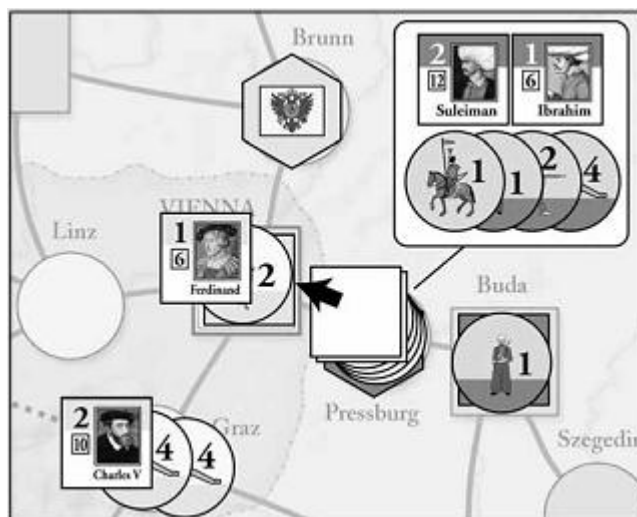 Brunn
2
12
Suleiman
1
6
Ibrahim
1
1
2
4
VIENNA
1
6
Ferdinand
2
Linz
Buda
1
Pressburg
2
10
Charles V
4
4
Graz
Szegedin